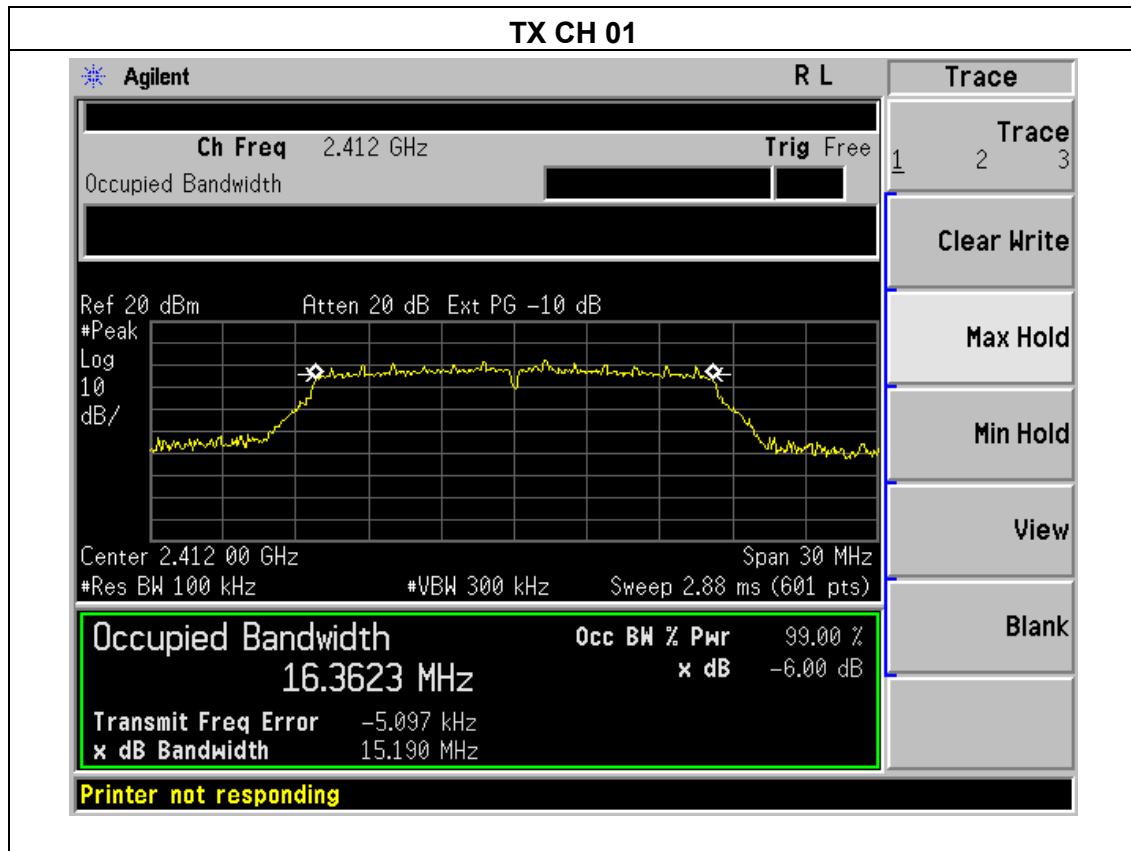 TX CH 01
Agilent R L Trace
Ch Freq 2.412 GHz Trig Free
Occupied Bandwidth
Trace
1 2 3
Clear Write
Max Hold
Min Hold
View
Blank
Ref 20 dBm Atten 20 dB Ext PG -10 dB
#Peak
Log
10
dB/
Center 2.412 00 GHz Span 30 MHz
#Res BW 100 kHz #VBW 300 kHz Sweep 2.88 ms (601 pts)
Occupied Bandwidth Occ BW % Pwr 99.00 %
16.3623 MHz x dB -6.00 dB
Transmit Freq Error -5.097 kHz
x dB Bandwidth 15.190 MHz
Printer not responding